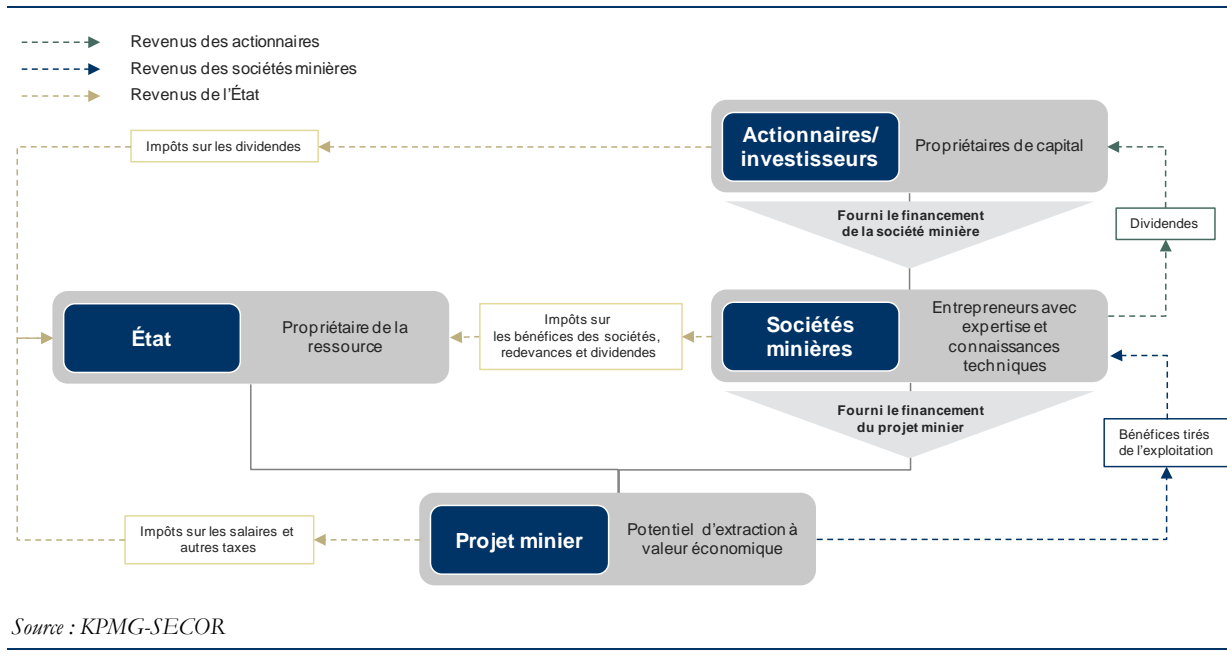 Revenus des actionnaires
Revenus des sociétés minières
Revenus de l'État
Impôts sur les dividendes
Actionnaires/
investisseurs
Propriétaires de capital
Fourni le financement
de la société minière
Dividendes
État
Propriétaire de la
ressource
Impôts sur
les bénéfices des sociétés,
redevances et dividendes
Sociétés
minières
Entrepreneurs avec
expertise et
connaissances
techniques
Fourni le financement
du projet minier
Bénéfices tirés
de l'exploitation
Impôts sur les salaires et
autres taxes
Projet minier
Potentiel d'extraction à
valeur économique
Source : KPMG-SECOR